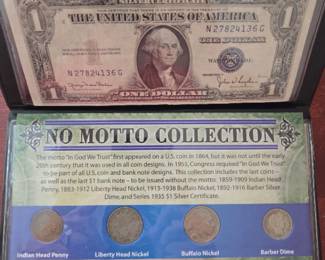 SILVER CERTIFICATE
THE UNITED STATES OF AMERICA
N 27824136 G
N 27824136 G
ONE DOLLAR
NO MOTTO COLLECTION
The motto "In God We Trust" first appeared on a U.S. coin in 1864, but it was not until the early
20th century that it was used in all coins. In 1955, Congress required "In God We Trust"
to be part of all U.S. coin and bank note designs. This collection includes the last coins
– as well as the last $1 bank note – to be issued without the motto: 1859-1909 Indian Head
Penny, 1883-1912 Liberty Head Nickel, 1913-1938 Buffalo Nickel, 1892-1916 Barber Silver
Dime, and Series 1935 $1 Silver Certificate.
Indian Head Penny
Liberty Head Nickel
Buffalo Nickel
Barber Dime